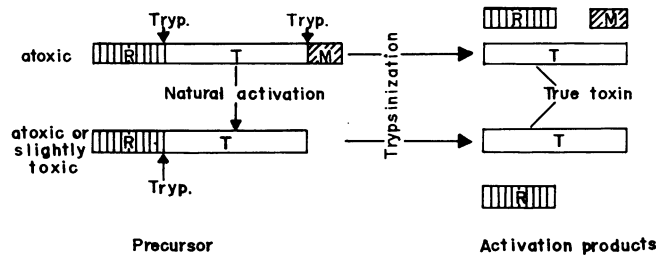 Tryp. Tryp.
R M
atoxic R T M T
Natural activation
Trypsinization
True toxin
atoxic or
slightly
toxic
R T T
Tryp.
R
Precursor
Activation products